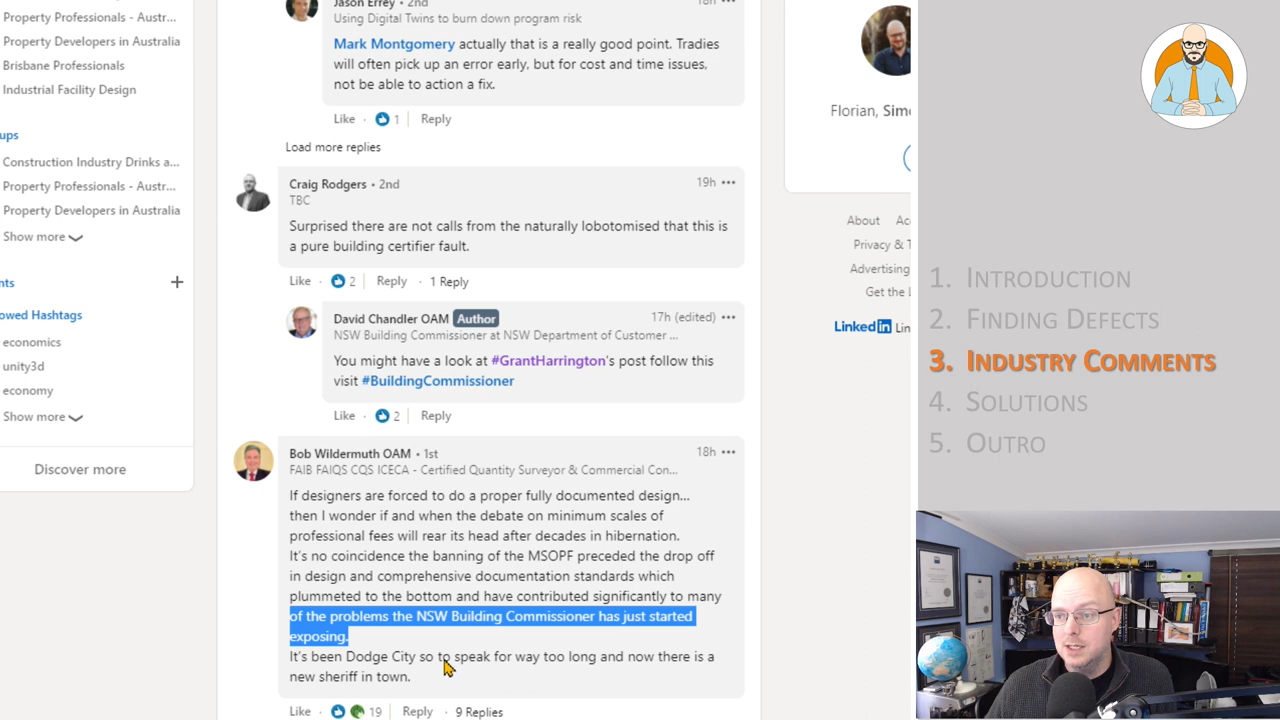 Property Professionals - Austr...
Property Developers in Australia
Brisbane Professionals
Industrial Facility Design
ups
Construction Industry Drinks a...
Property Professionals - Austr...
Property Developers in Australia
Show more
nts
owed Hashtags
economics
unity3d
economy
Show more
Discover more
Jason Errey • 2nd
18h
Using Digital Twins to burn down program risk
Mark Montgomery actually that is a really good point. Tradies
will often pick up an error early, but for cost and time issues,
not be able to action a fix.
Like · 1 | Reply
Load more replies
Craig Rodgers • 2nd
19h
TBC
Surprised there are not calls from the naturally lobotomised that this is
a pure building certifier fault.
Like · 2 | Reply · 1 Reply
David Chandler OAM Author
17h (edited)
NSW Building Commissioner at NSW Department of Customer ...
You might have a look at #GrantHarrington's post follow this
visit #BuildingCommissioner
Like · 2 | Reply
Bob Wildermuth OAM • 1st
18h
FAIB FAIQS CQS ICECA - Certified Quantity Surveyor & Commercial Con...
If designers are forced to do a proper fully documented design...
then I wonder if and when the debate on minimum scales of
professional fees will rear its head after decades in hibernation.
It's no coincidence the banning of the MSOPF preceded the drop off
in design and comprehensive documentation standards which
plummeted to the bottom and have contributed significantly to many
of the problems the NSW Building Commissioner has just started
exposing.
It's been Dodge City so to speak for way too long and now there is a
new sheriff in town.
Like · 19 | Reply · 9 Replies
Florian, Sim
About Ac
Privacy & T
Advertising
Get the L
Linked in Lin
1. Introduction
2. Finding Defects
3. Industry Comments
4. Solutions
5. Outro